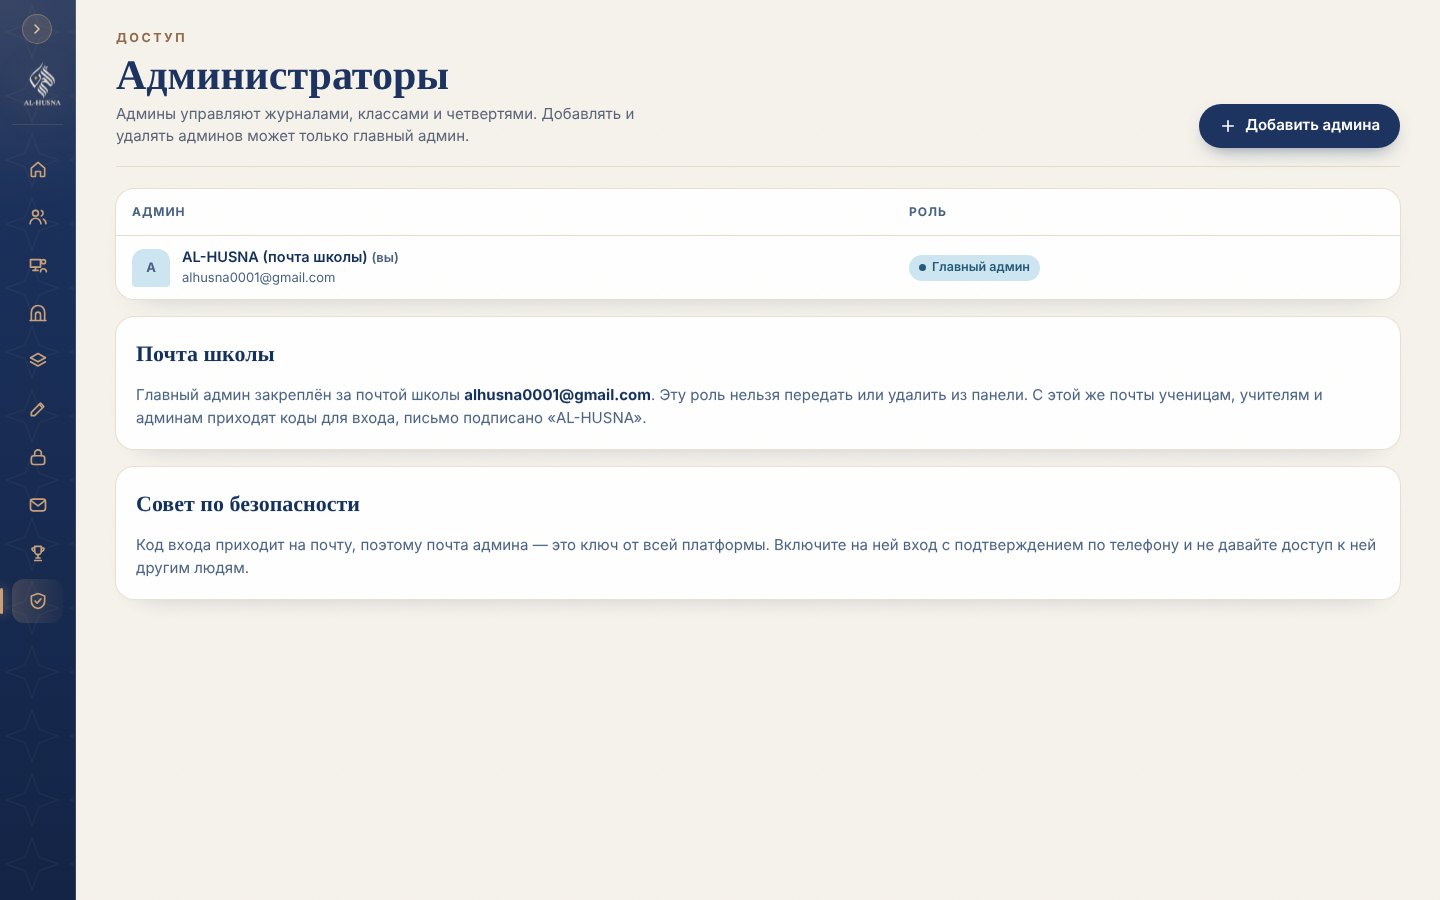 AL-HUSNA
ДОСТУП
Администраторы
Админы управляют журналами, классами и четвертями. Добавлять и
удалять админов может только главный админ.
Добавить админа
АДМИН
РОЛЬ
A
AL-HUSNA (почта школы) (вы)
alhusna0001@gmail.com
Главный админ
Почта школы
Главный админ закреплён за почтой школы alhusna0001@gmail.com. Эту роль нельзя передать или удалить из панели. С этой же почты ученицам, учителям и
админам приходят коды для входа, письмо подписано «AL-HUSNA».
Совет по безопасности
Код входа приходит на почту, поэтому почта админа — это ключ от всей платформы. Включите на ней вход с подтверждением по телефону и не давайте доступ к ней
другим людям.